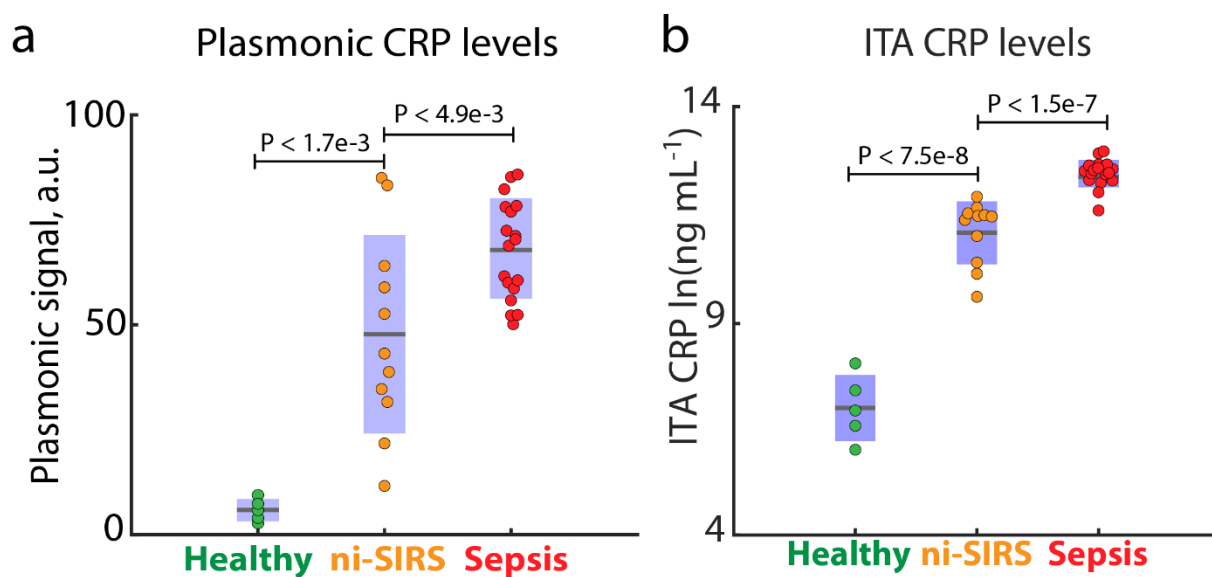 a
Plasmonic CRP levels
P < 4.9e-3
P < 1.7e-3
Plasmonic signal, a.u.
100
50
0
Healthy ni-SIRS Sepsis
b
ITA CRP levels
P < 1.5e-7
P < 7.5e-8
ITA CRP ln(ng mL⁻¹)
14
9
4
Healthy ni-SIRS Sepsis